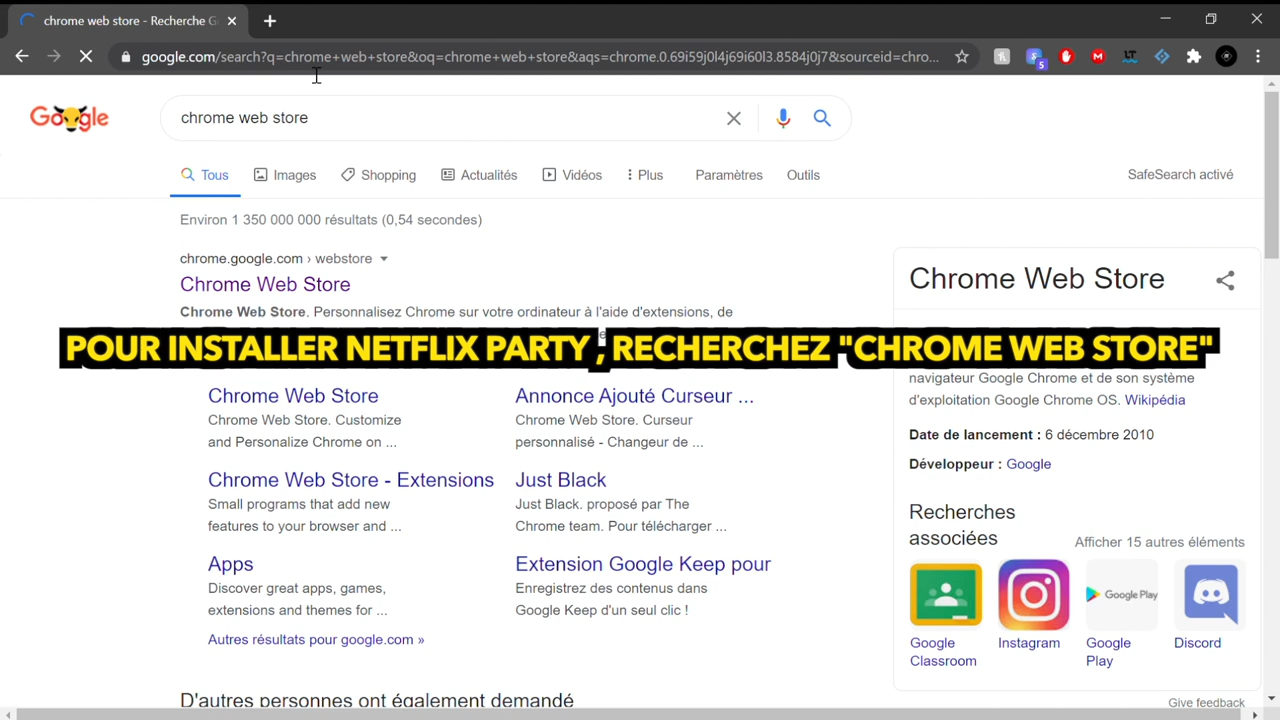 chrome web store - Recherche G
google.com/search?q=chrome+web+store&oq=chrome+web+store&aqs=chrome.0.69i59j0l4j69i60l3.8584j0j7&sourceid=chro...
5
Google
chrome web store
Tous
Images
Shopping
Actualités
Vidéos
Plus
Paramètres
Outils
SafeSearch activé
Environ 1 350 000 000 résultats (0,54 secondes)
chrome.google.com › webstore
Chrome Web Store
Chrome Web Store. Personnalisez Chrome sur votre ordinateur à l'aide d'extensions, de
POUR INSTALLER NETFLIX PARTY , RECHERCHEZ "CHROME WEB STORE"
Chrome Web Store
Chrome Web Store. Customize
and Personalize Chrome on ...
Annonce Ajouté Curseur ...
Chrome Web Store. Curseur
personnalisé - Changeur de ...
Chrome Web Store - Extensions
Small programs that add new
features to your browser and ...
Just Black
Just Black. proposé par The
Chrome team. Pour télécharger ...
Apps
Discover great apps, games,
extensions and themes for ...
Extension Google Keep pour
Enregistrez des contenus dans
Google Keep d'un seul clic !
Autres résultats pour google.com »
D'autres personnes ont également demandé
Chrome Web Store
navigateur Google Chrome et de son système
d'exploitation Google Chrome OS. Wikipédia
Date de lancement : 6 décembre 2010
Développeur : Google
Recherches
associées
Afficher 15 autres éléments
Google Play
Google
Classroom
Instagram
Google
Play
Discord
Give feedback